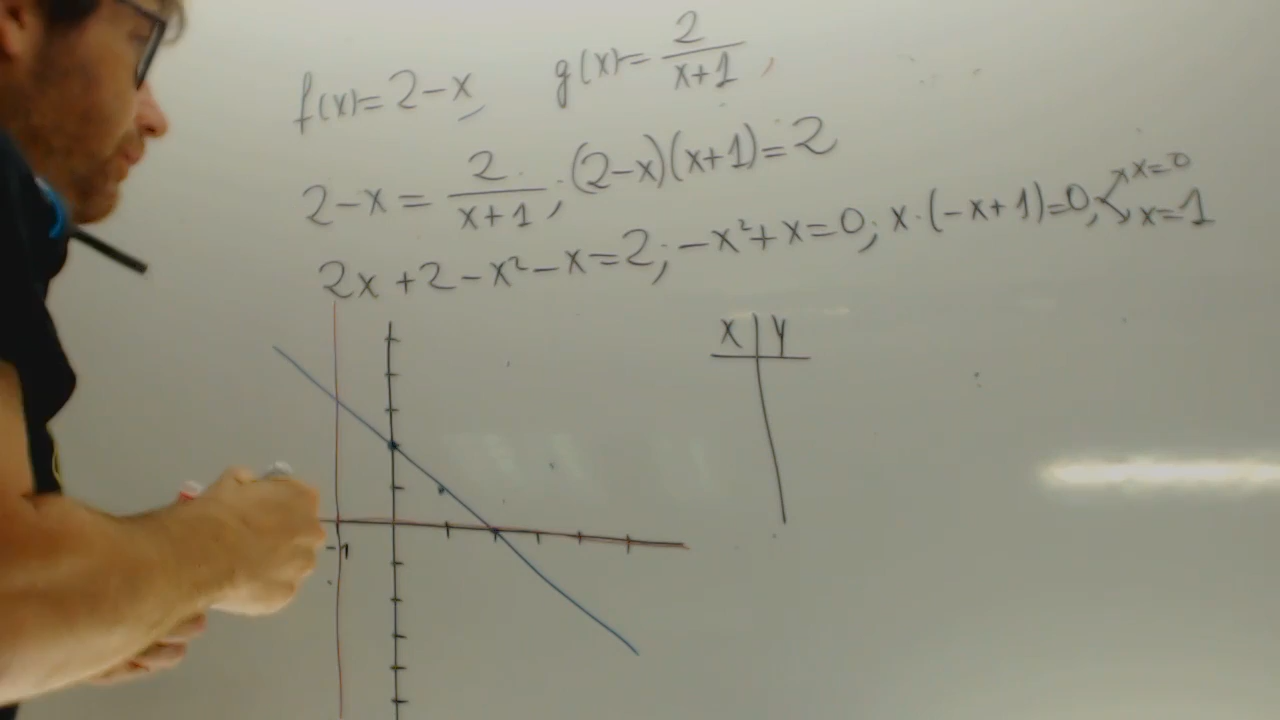 f(x)=2-x, g(x)=2/(x+1),
2-x=2/(x+1); (2-x)(x+1)=2
2x+2-x²-x=2; -x²+x=0; x·(-x+1)=0, x=0 x=1
x y
-1